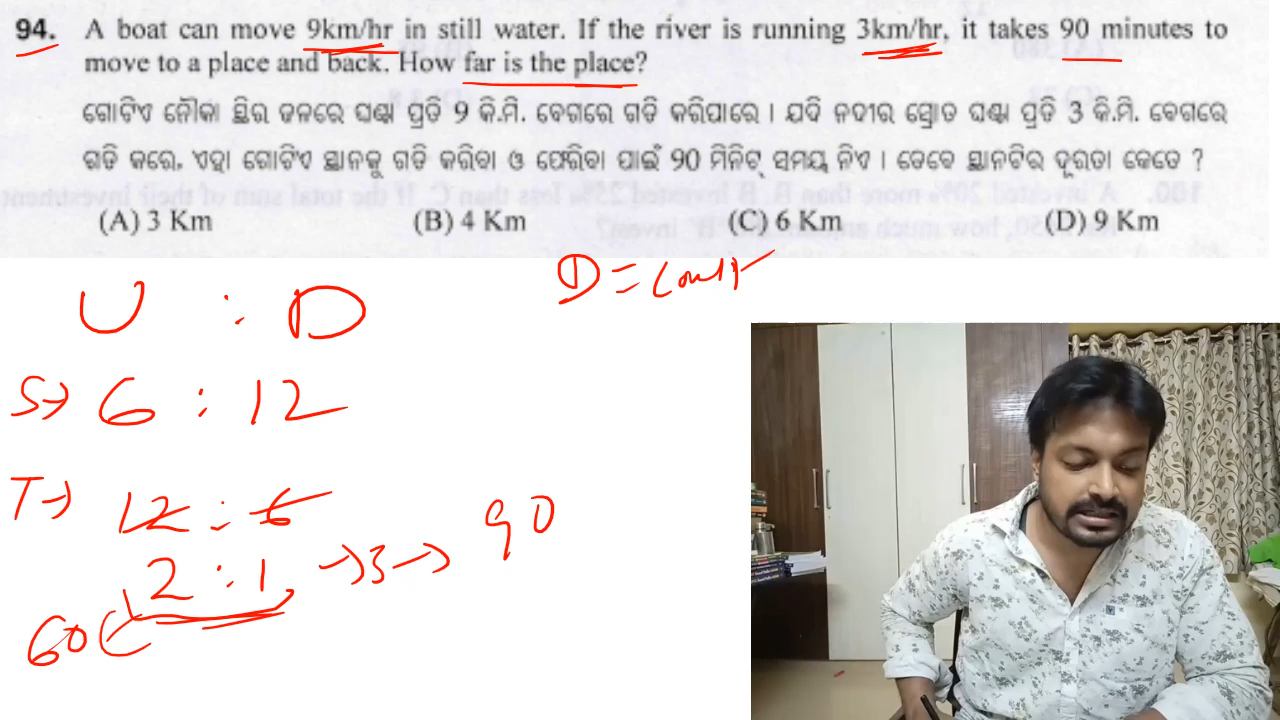 94. A boat can move 9km/hr in still water. If the river is running 3km/hr, it takes 90 minutes to
move to a place and back. How far is the place?
ଗୋଟିଏ ନୌକା ସ୍ଥିର ଜଳରେ ଘଣ୍ଟା ପ୍ରତି 9 କି.ମି. ବେଗରେ ଗତି କରିପାରେ । ଯଦି ନଦୀର ସ୍ରୋତ ଘଣ୍ଟା ପ୍ରତି 3 କି.ମି. ବେଗରେ
ଗତି କରେ, ଏହା ଗୋଟିଏ ସ୍ଥାନକୁ ଗତି କରିବା ଓ ଫେରିବା ପାଇଁ 90 ମିନିଟ୍ ସମୟ ନିଏ । ତେବେ ସ୍ଥାନଟିର ଦୂରତା କେତେ ?
(A) 3 Km (B) 4 Km (C) 6 Km (D) 9 Km
D = const
U : D
S→ 6 : 12
T→ 12 : 6
2 : 1 → 3 → 90
60